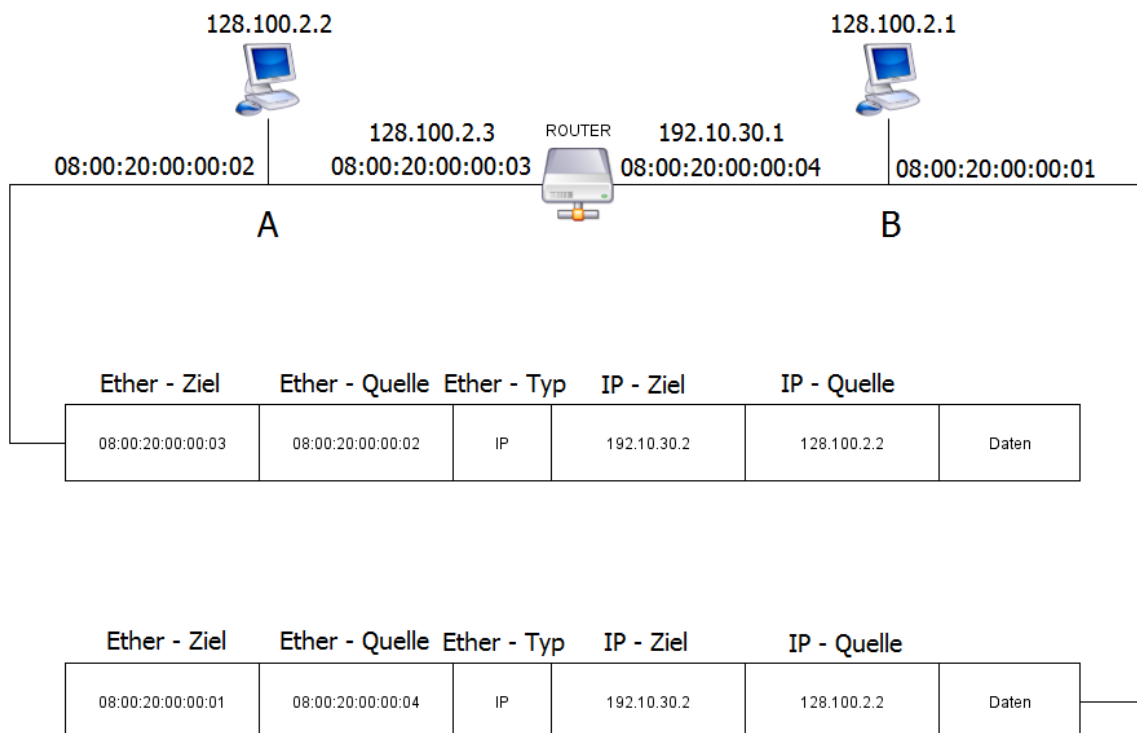 128.100.2.2 128.100.2.1
128.100.2.3 ROUTER 192.10.30.1
08:00:20:00:00:02 08:00:20:00:00:03 08:00:20:00:00:04 08:00:20:00:00:01
A B
Ether - Ziel Ether - Quelle Ether - Typ IP - Ziel IP - Quelle
08:00:20:00:00:03 08:00:20:00:00:02 IP 192.10.30.2 128.100.2.2 Daten
Ether - Ziel Ether - Quelle Ether - Typ IP - Ziel IP - Quelle
08:00:20:00:00:01 08:00:20:00:00:04 IP 192.10.30.2 128.100.2.2 Daten